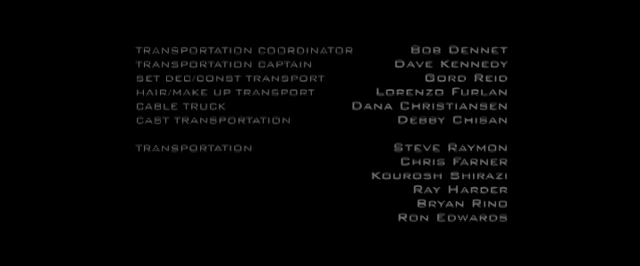 TRANSPORTATION COORDINATOR BOB DENNET
TRANSPORTATION CAPTAIN DAVE KENNEDY
SET DEC/CONST TRANSPORT GORD REID
HAIR/MAKE UP TRANSPORT LORENZO FURLAN
CABLE TRUCK DANA CHRISTIANSEN
CAST TRANSPORTATION DEBBY CHISAN
TRANSPORTATION STEVE RAYMON
CHRIS FARNER
KOUROSH SHIRAZI
RAY HARDER
BRYAN RINO
RON EDWARDS